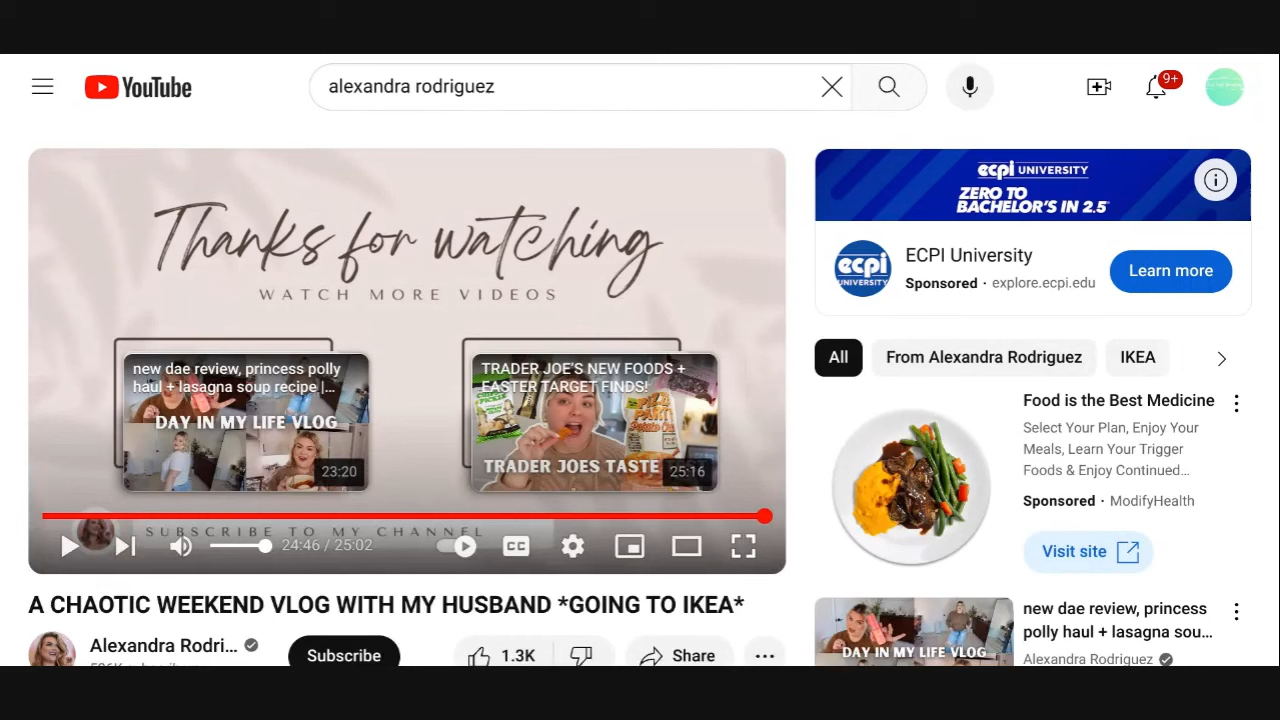 YouTube
alexandra rodriguez
9+
Thanks for watching
WATCH MORE VIDEOS
new dae review, princess polly
haul + lasagna soup recipe |...
DAY IN MY LIFE VLOG
23:20
TRADER JOE'S NEW FOODS +
EASTER TARGET FINDS!
PIZZA
PARTY
TRADER JOES TASTE
25:16
SUBSCRIBE TO MY CHANNEL
24:46 / 25:02
CC
A CHAOTIC WEEKEND VLOG WITH MY HUSBAND *GOING TO IKEA*
Alexandra Rodri...
Subscribe
1.3K
Share
ecpi UNIVERSITY
ZERO TO
BACHELOR'S IN 2.5
ecpi
UNIVERSITY
ECPI University
Sponsored · explore.ecpi.edu
Learn more
All
From Alexandra Rodriguez
IKEA
Food is the Best Medicine
Select Your Plan, Enjoy Your
Meals, Learn Your Trigger
Foods & Enjoy Continued...
Sponsored · ModifyHealth
Visit site
DAY IN MY LIFE VLOG
new dae review, princess
polly haul + lasagna sou...
Alexandra Rodriguez